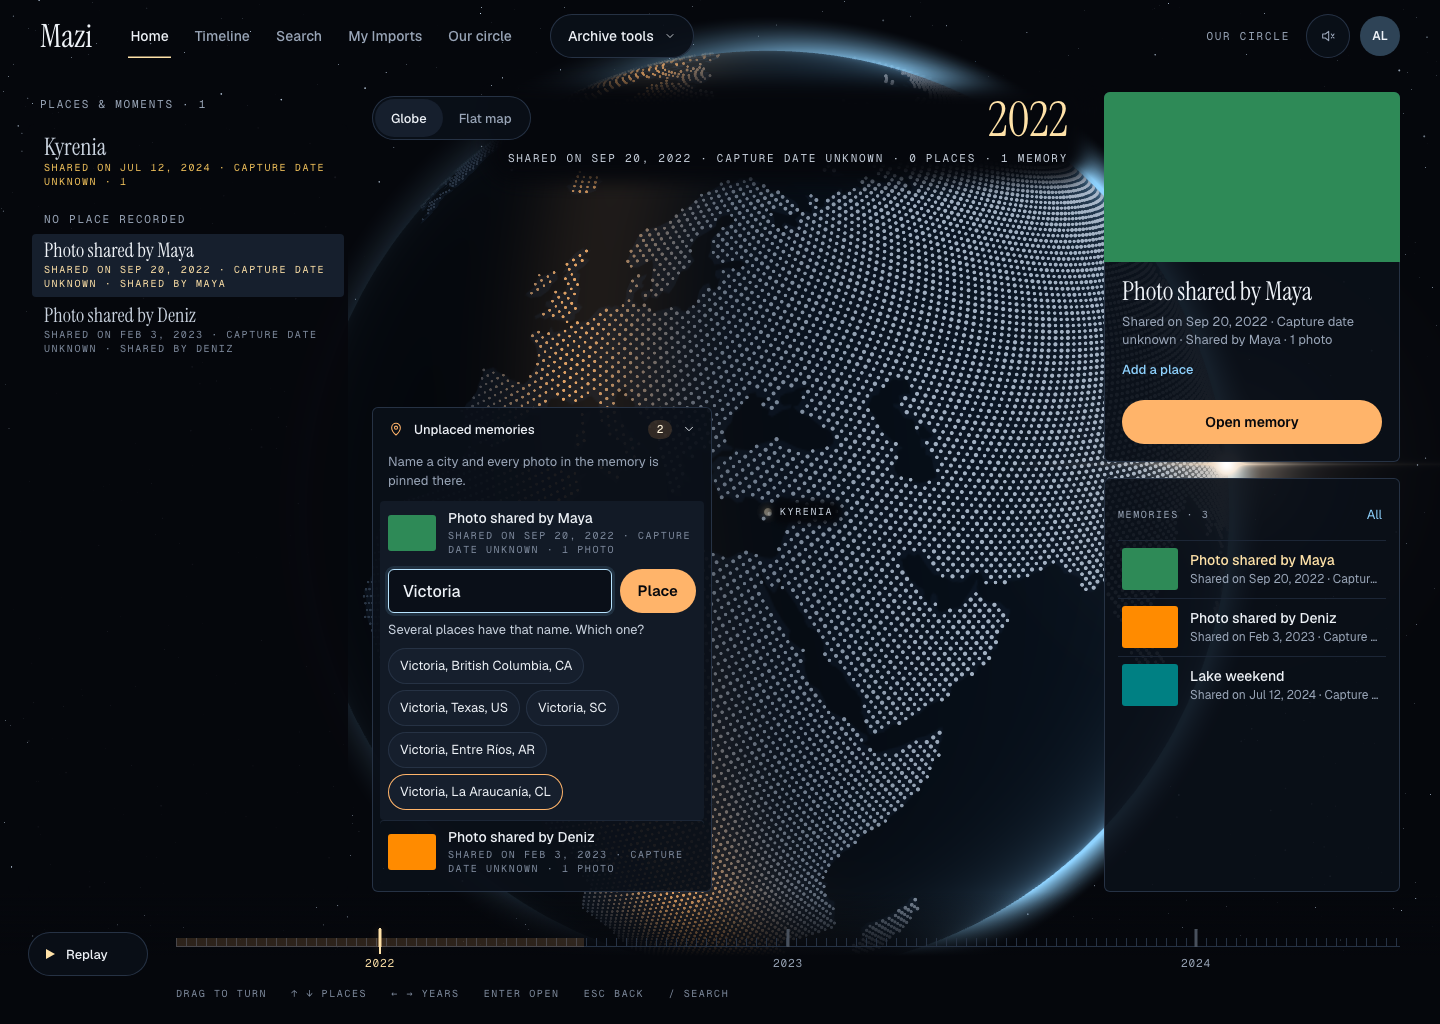 Mazi
Home
Timeline
Search
My Imports
Our circle
Archive tools
OUR CIRCLE
AL
PLACES & MOMENTS · 1
Kyrenia
SHARED ON JUL 12, 2024 · CAPTURE DATE
UNKNOWN · 1
NO PLACE RECORDED
Photo shared by Maya
SHARED ON SEP 20, 2022 · CAPTURE DATE
UNKNOWN · SHARED BY MAYA
Photo shared by Deniz
SHARED ON FEB 3, 2023 · CAPTURE DATE
UNKNOWN · SHARED BY DENIZ
Globe
Flat map
2022
SHARED ON SEP 20, 2022 · CAPTURE DATE UNKNOWN · 0 PLACES · 1 MEMORY
KYRENIA
Unplaced memories
2
Name a city and every photo in the memory is
pinned there.
Photo shared by Maya
SHARED ON SEP 20, 2022 · CAPTURE
DATE UNKNOWN · 1 PHOTO
Victoria
Place
Several places have that name. Which one?
Victoria, British Columbia, CA
Victoria, Texas, US
Victoria, SC
Victoria, Entre Ríos, AR
Victoria, La Araucanía, CL
Photo shared by Deniz
SHARED ON FEB 3, 2023 · CAPTURE
DATE UNKNOWN · 1 PHOTO
Photo shared by Maya
Shared on Sep 20, 2022 · Capture date
unknown · Shared by Maya · 1 photo
Add a place
Open memory
MEMORIES · 3
All
Photo shared by Maya
Shared on Sep 20, 2022 · Captur...
Photo shared by Deniz
Shared on Feb 3, 2023 · Capture ...
Lake weekend
Shared on Jul 12, 2024 · Capture ...
Replay
2022
2023
2024
DRAG TO TURN
↑ ↓ PLACES
← → YEARS
ENTER OPEN
ESC BACK
/ SEARCH